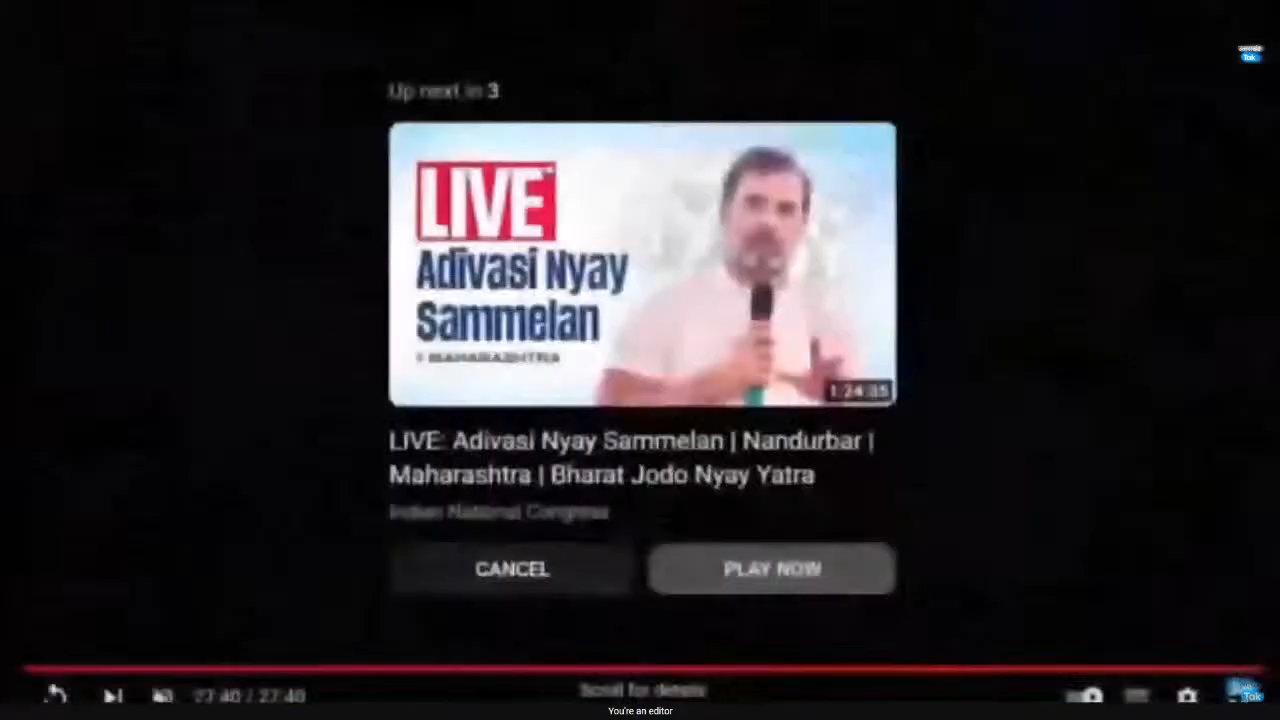 Up next in 3
LIVE
Adivasi Nyay
Sammelan
MAHARASHTRA
1:24:35
LIVE: Adivasi Nyay Sammelan | Nandurbar |
Maharashtra | Bharat Jodo Nyay Yatra
Indian National Congress
CANCEL
PLAY NOW
27:40 / 27:40
Scroll for details
Tok
You're an editor